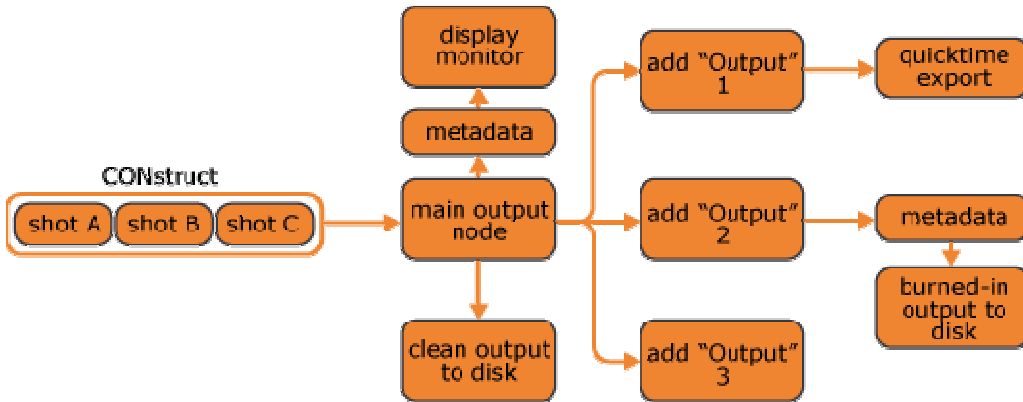 display
monitor
add “Output”
1
quicktime
export
metadata
CONstruct
shot A
shot B
shot C
main output
node
add “Output”
2
metadata
burned-in
output to
disk
clean output
to disk
add “Output”
3